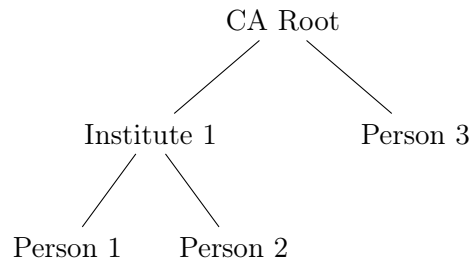 CA Root
Institute 1
Person 3
Person 1
Person 2